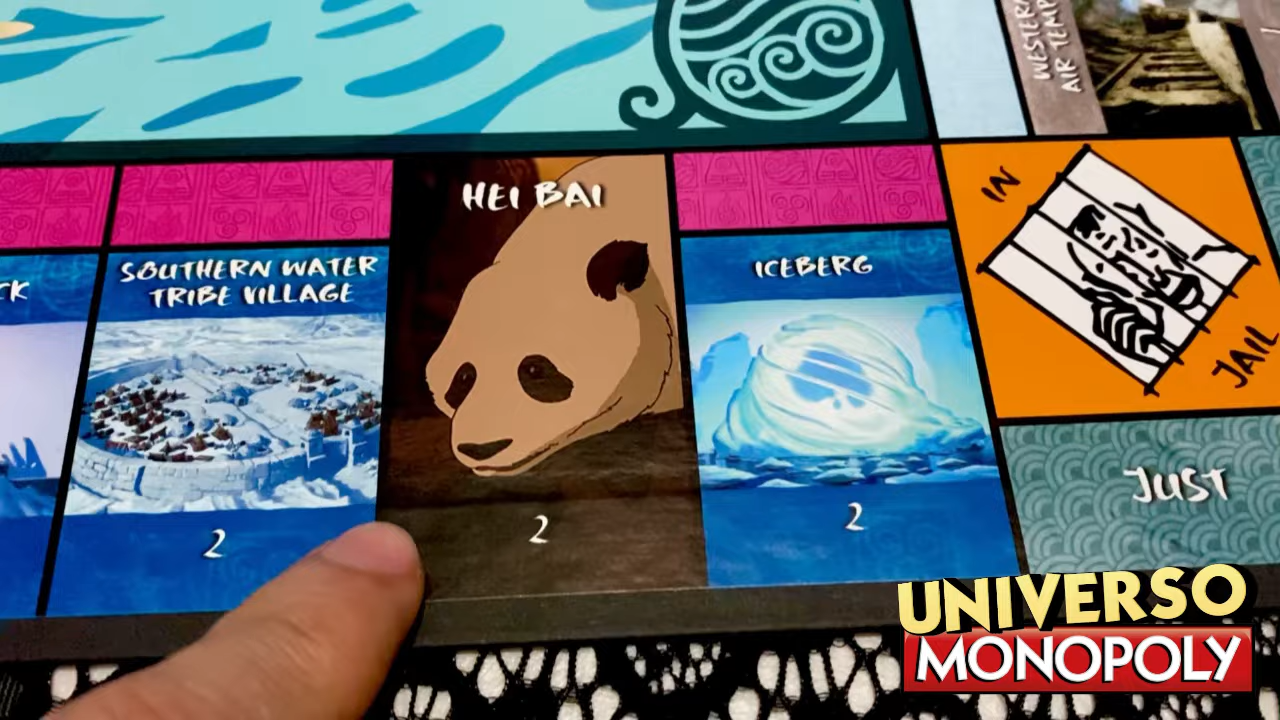 WESTERN
AIR TEMPLE
IN
JAIL
HEI BAI
SOUTHERN WATER
TRIBE VILLAGE
ICEBERG
JUST
2
2
2
UNIVERSO
MONOPOLY